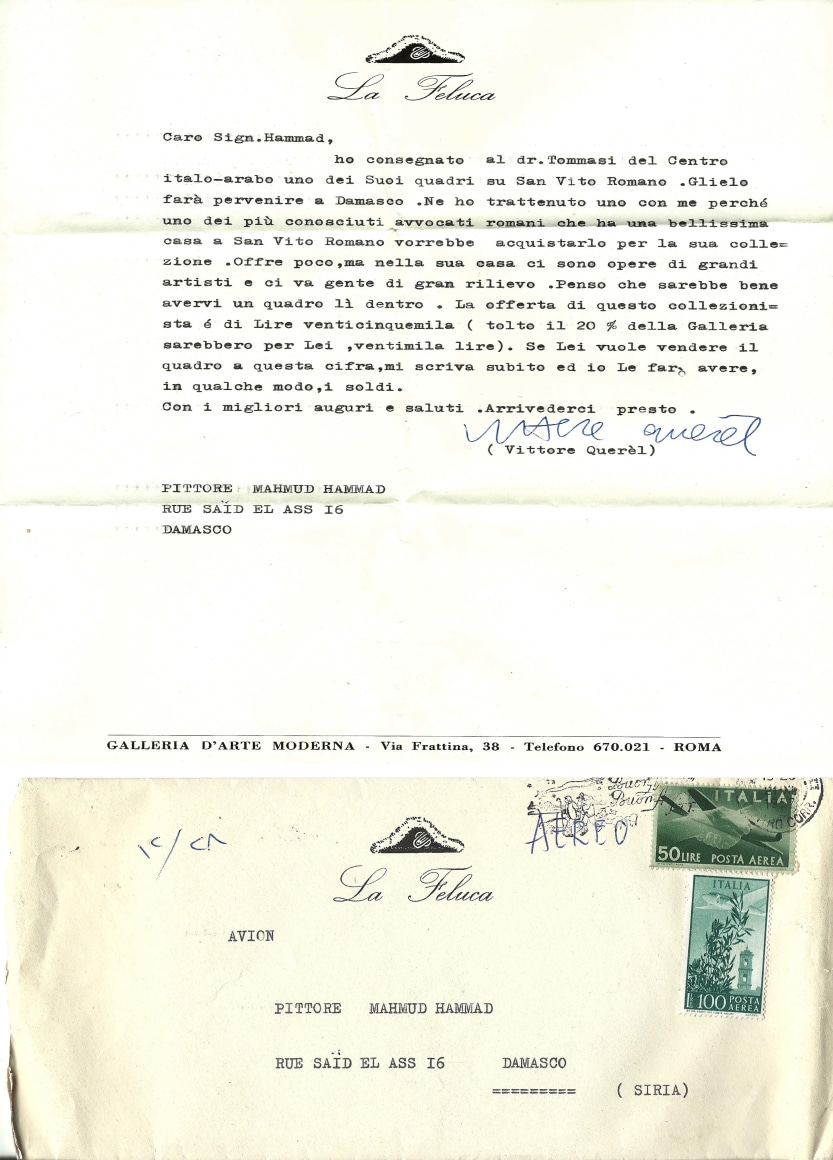 La Feluca
Caro Sign.Hammad,
ho consegnato al dr.Tommasi del Centro
italo-arabo uno dei Suoi quadri su San Vito Romano .Glielo
farà pervenire a Damasco .Ne ho trattenuto uno con me perché
uno dei più conosciuti avvocati romani che ha una bellissima
casa a San Vito Romano vorrebbe acquistarlo per la sua colle=
zione .Offre poco,ma nella sua casa ci sono opere di grandi
artisti e ci va gente di gran rilievo .Penso che sarebbe bene
avervi un quadro lì dentro . La offerta di questo collezioni=
sta é di Lire venticinquemila ( tolto il 20 % della Galleria
sarebbero per Lei ,ventimila lire). Se Lei vuole vendere il
quadro a questa cifra,mi scriva subito ed io Le farò avere,
in qualche modo,i soldi.
Con i migliori auguri e saluti .Arrivederci presto .
Vittore Querèl
( Vittore Querèl)
PITTORE MAHMUD HAMMAD
RUE SAÏD EL ASS I6
DAMASCO
GALLERIA D'ARTE MODERNA - Via Frattina, 38 - Telefono 670.021 - ROMA
Buon
Buon
ITALIA
AEREO
50 LIRE POSTA AEREA
La Feluca
ITALIA
AVION
L. 100 POSTA
AEREA
PITTORE MAHMUD HAMMAD
RUE SAÏD EL ASS I6 DAMASCO
=========
( SIRIA)